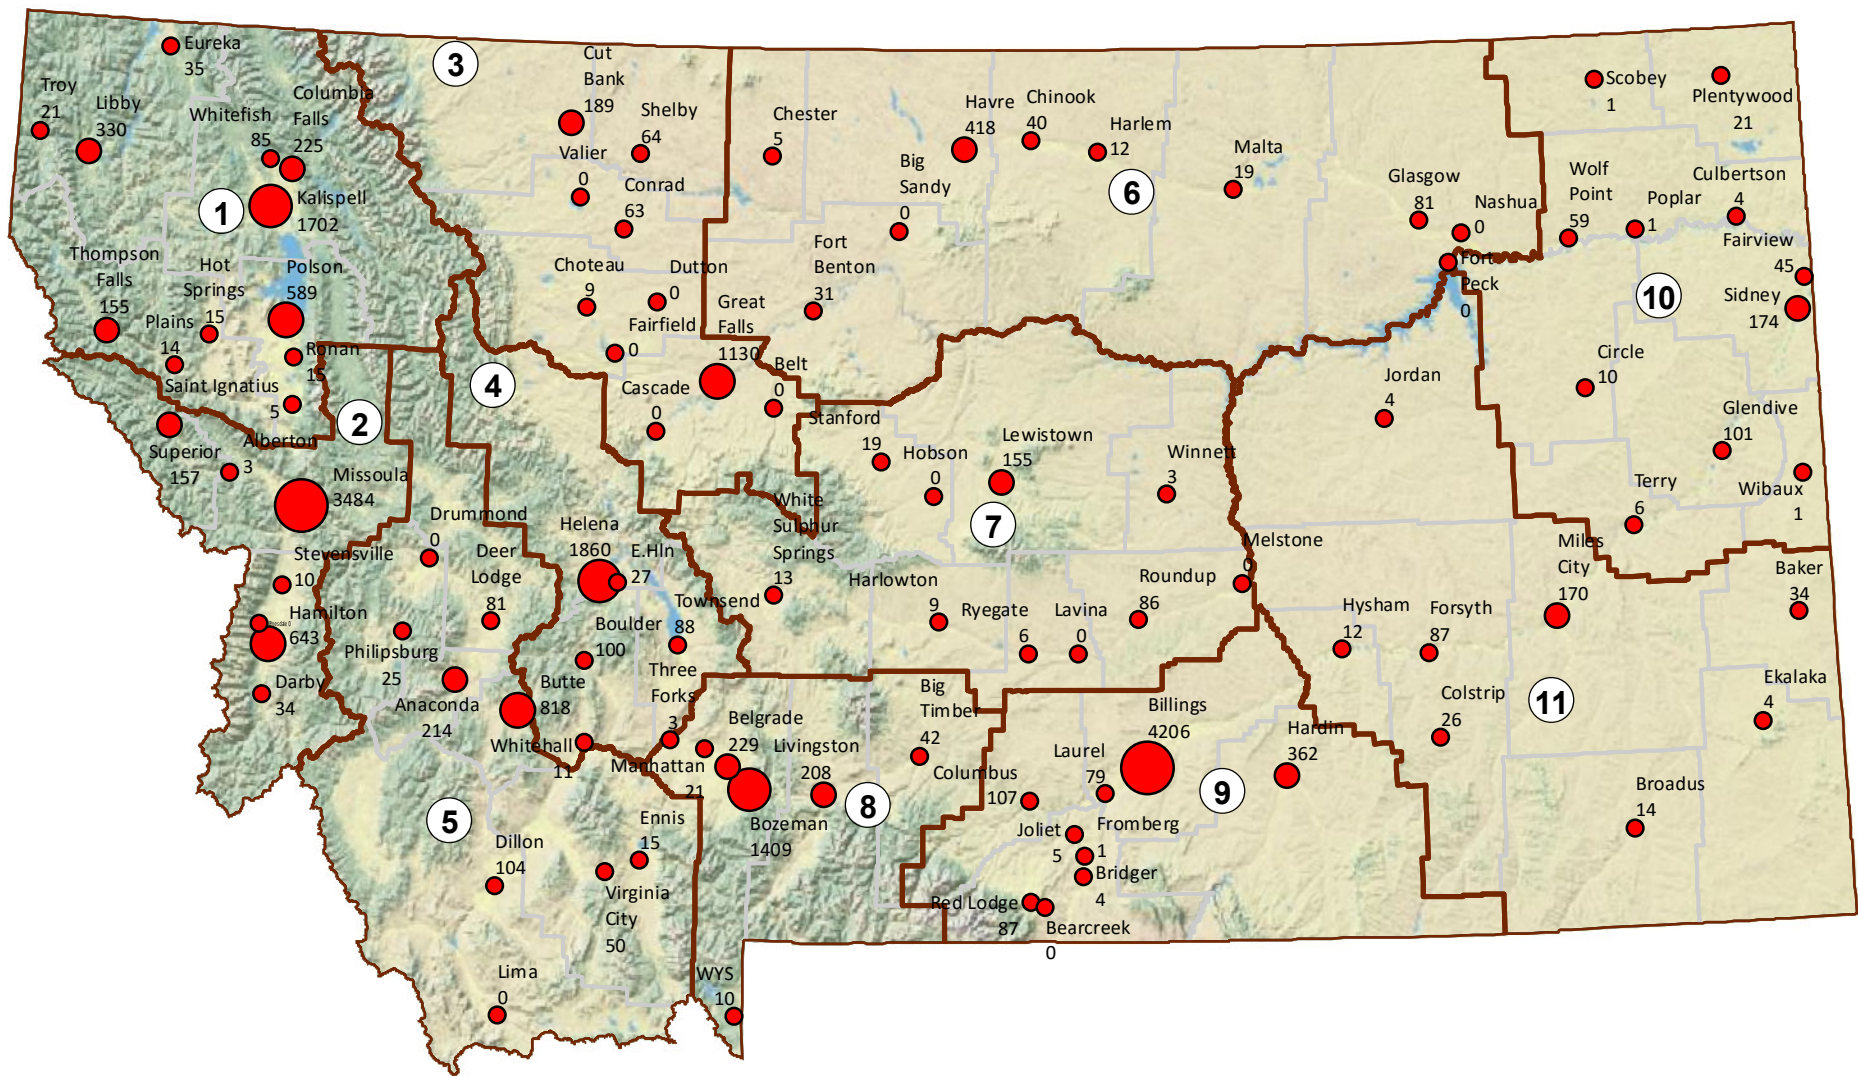 Eureka
35
Troy
21
Libby
330
Whitefish
85
Columbia
Falls
225
1
Kalispell
1702
Thompson
Falls
155
Hot
Springs
15
Polson
589
Plains
14
Ronan
15
Saint Ignatius
5
2
Superior
157
Alberton
3
Missoula
3484
Stevensville
10
Hamilton
643
Darby
34
3
Cut
Bank
189
Shelby
64
Valier
0
Conrad
63
Choteau
9
Dutton
0
Fairfield
0
Great
Falls
1130
Cascade
0
Belt
0
4
Helena
1860
E.Hln
27
Townsend
88
Boulder
100
Three
Forks
3
Whitehall
11
Drummond
0
Deer
Lodge
81
Philipsburg
25
Anaconda
214
Butte
818
5
Dillon
104
Ennis
15
Virginia
City
50
Lima
0
Chester
5
Havre
418
Chinook
40
Harlem
12
6
Malta
19
Big
Sandy
0
Fort
Benton
31
Glasgow
81
Nashua
0
Fort
Peck
0
Stanford
19
Hobson
0
Lewistown
155
Winnett
3
7
White
Sulphur
Springs
13
Harlowton
9
Ryegate
6
Lavina
0
Roundup
86
Melstone
0
Belgrade
229
Manhattan
21
Livingston
208
Bozeman
1409
8
Big
Timber
42
WYS
10
Columbus
107
Laurel
79
Billings
4206
9
Hardin
362
Joliet
5
Fromberg
1
Bridger
4
Red Lodge
87
Bearcreek
0
Scobey
1
Plentywood
21
Wolf
Point
59
Poplar
1
Culbertson
4
Fairview
45
Sidney
174
10
Circle
10
Glendive
101
Terry
6
Wibaux
1
Jordan
4
Miles
City
170
Baker
34
Hysham
12
Forsyth
87
Colstrip
26
11
Ekalaka
4
Broadus
14